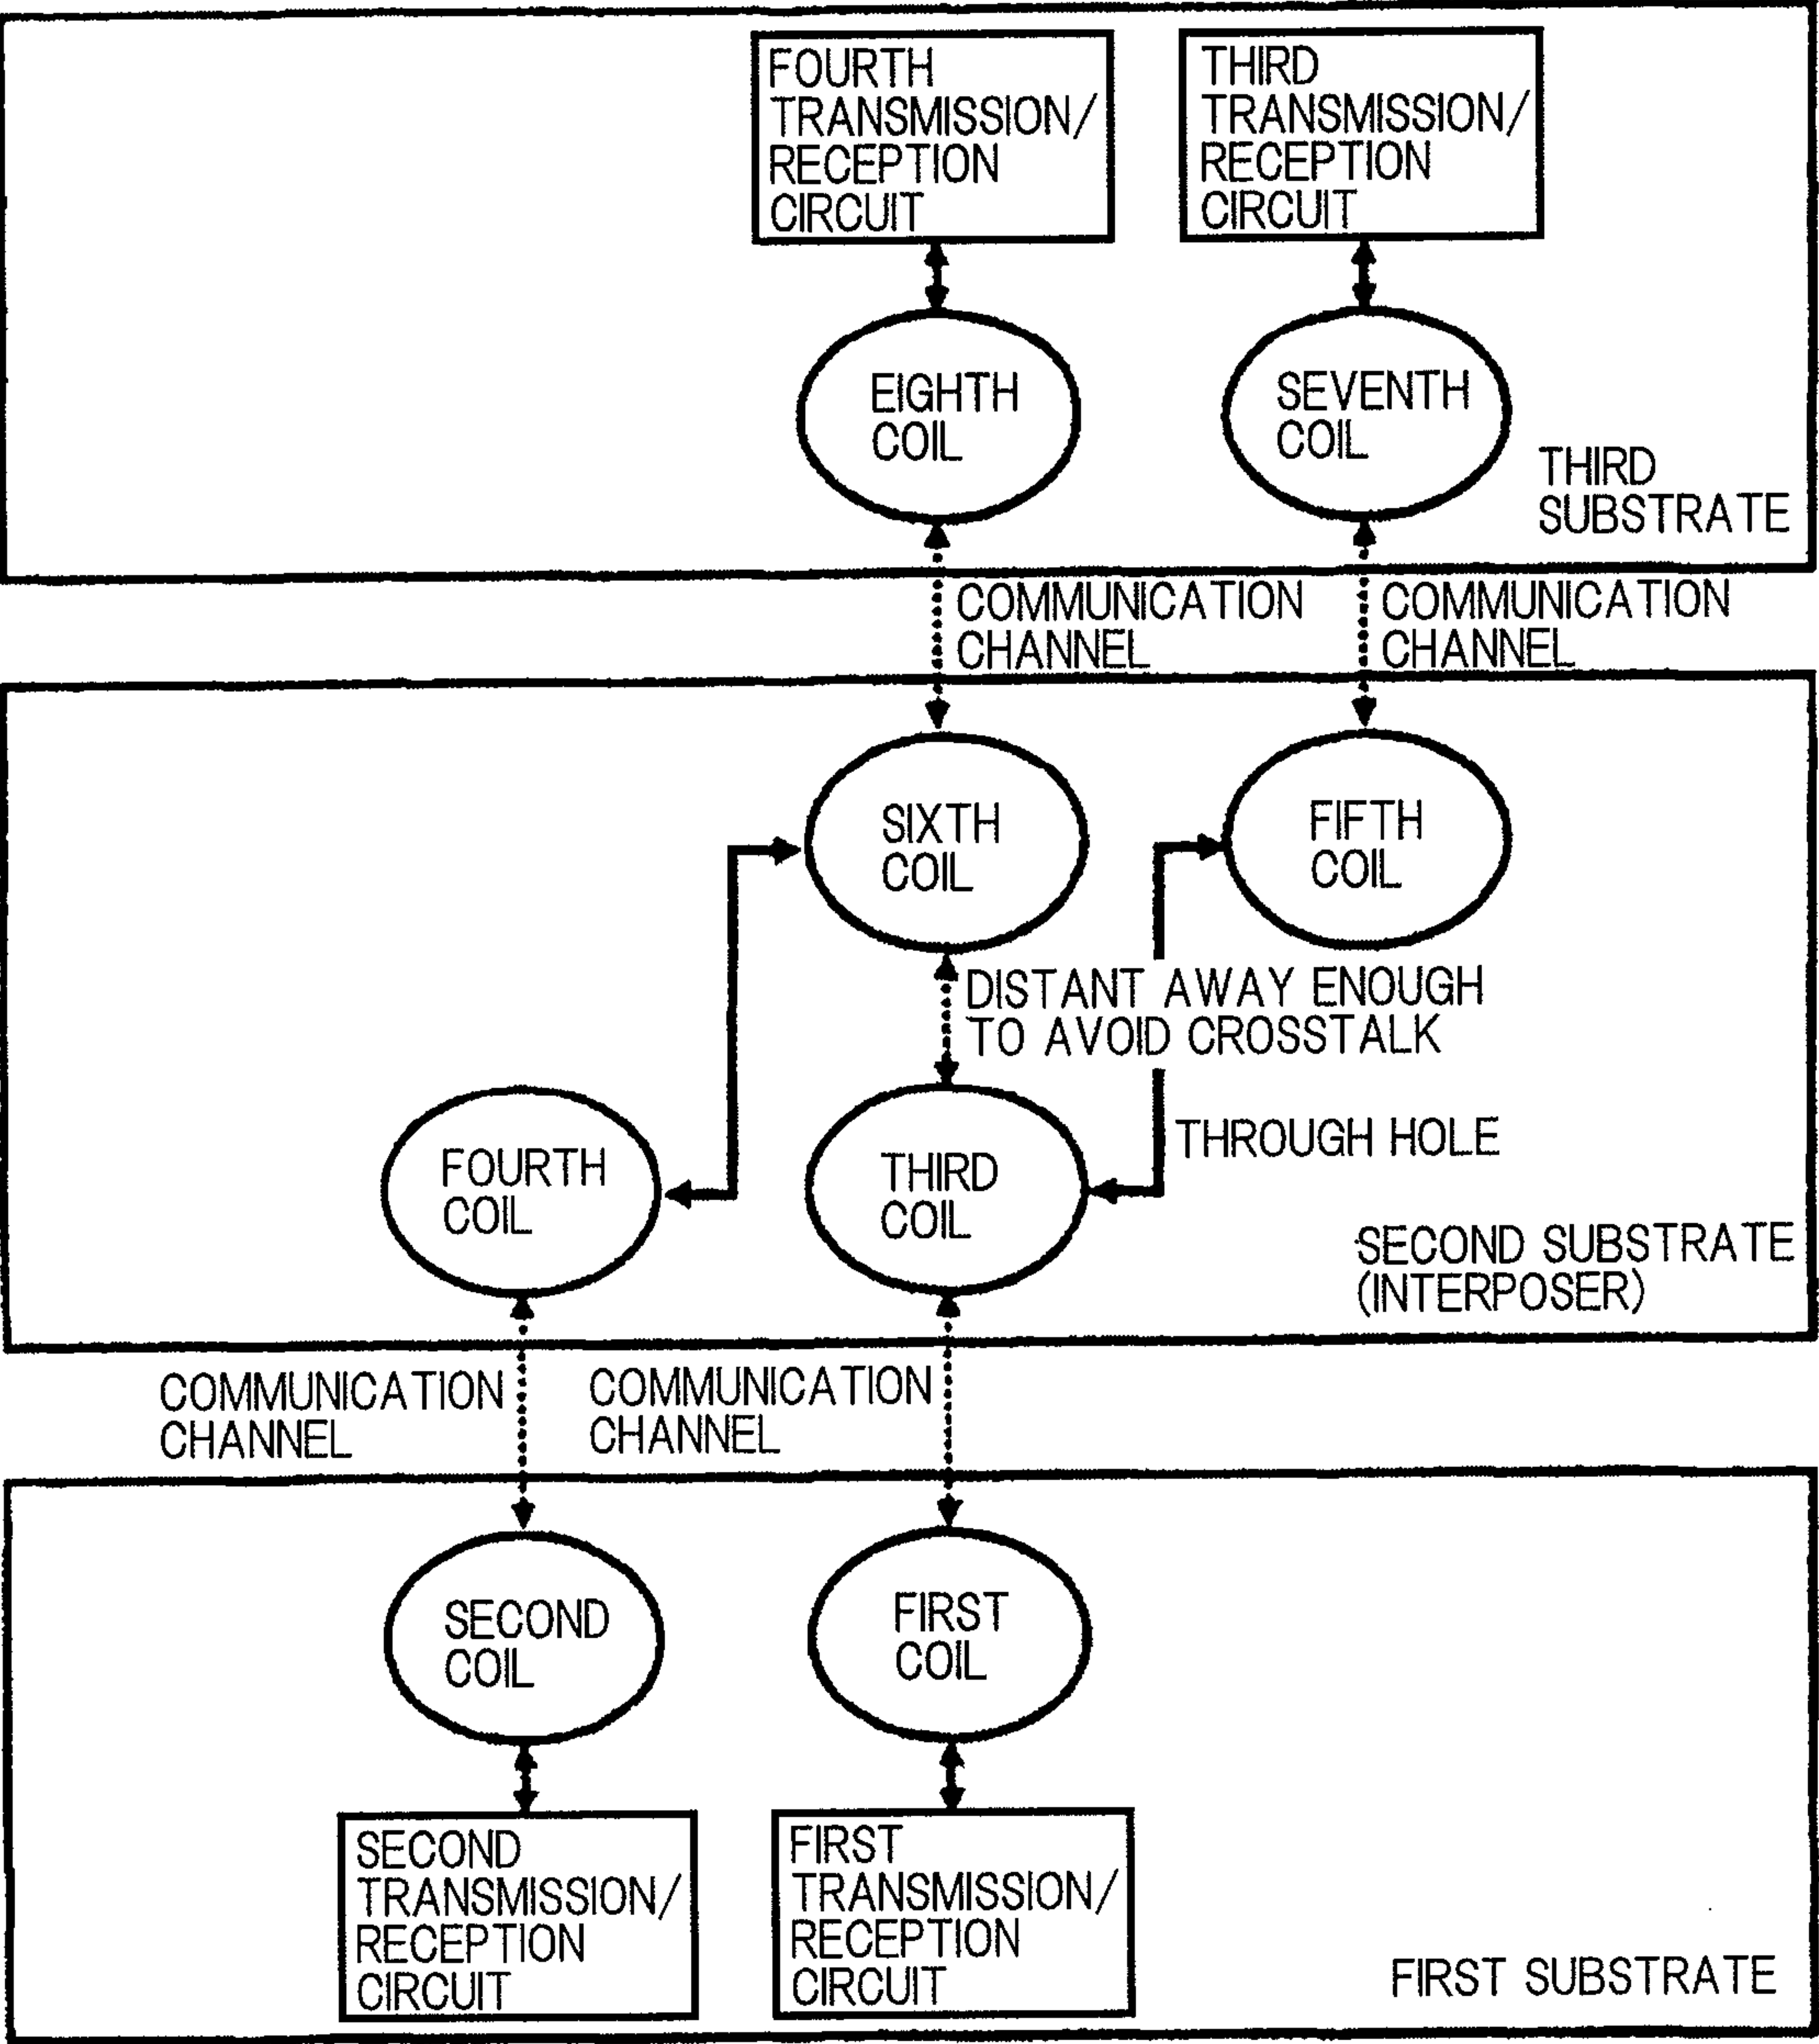 FOURTH
TRANSMISSION/
RECEPTION
CIRCUIT
THIRD
TRANSMISSION/
RECEPTION
CIRCUIT
EIGHTH
COIL
SEVENTH
COIL
THIRD
SUBSTRATE
COMMUNICATION
CHANNEL
COMMUNICATION
CHANNEL
SIXTH
COIL
FIFTH
COIL
DISTANT AWAY ENOUGH
TO AVOID CROSSTALK
FOURTH
COIL
THIRD
COIL
THROUGH HOLE
SECOND SUBSTRATE
(INTERPOSER)
COMMUNICATION
CHANNEL
COMMUNICATION
CHANNEL
SECOND
COIL
FIRST
COIL
SECOND
TRANSMISSION/
RECEPTION
CIRCUIT
FIRST
TRANSMISSION/
RECEPTION
CIRCUIT
FIRST SUBSTRATE